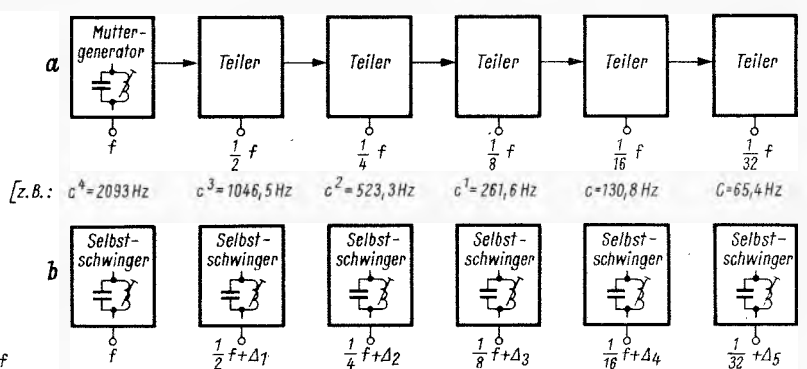 Mutter-
generator
a
Teiler
Teiler
Teiler
Teiler
Teiler
f
1/2 f
1/4 f
1/8 f
1/16 f
1/32 f
[z.B.: c⁴=2093 Hz c³=1046,5 Hz c²=523,3 Hz c¹=261,6 Hz c=130,8 Hz C=65,4 Hz
b
Selbst-
schwinger
Selbst-
schwinger
Selbst-
schwinger
Selbst-
schwinger
Selbst-
schwinger
Selbst-
schwinger
f
f
1/2 f+Δ1
1/4 f+Δ2
1/8 f+Δ3
1/16 f+Δ4
1/32 +Δ5